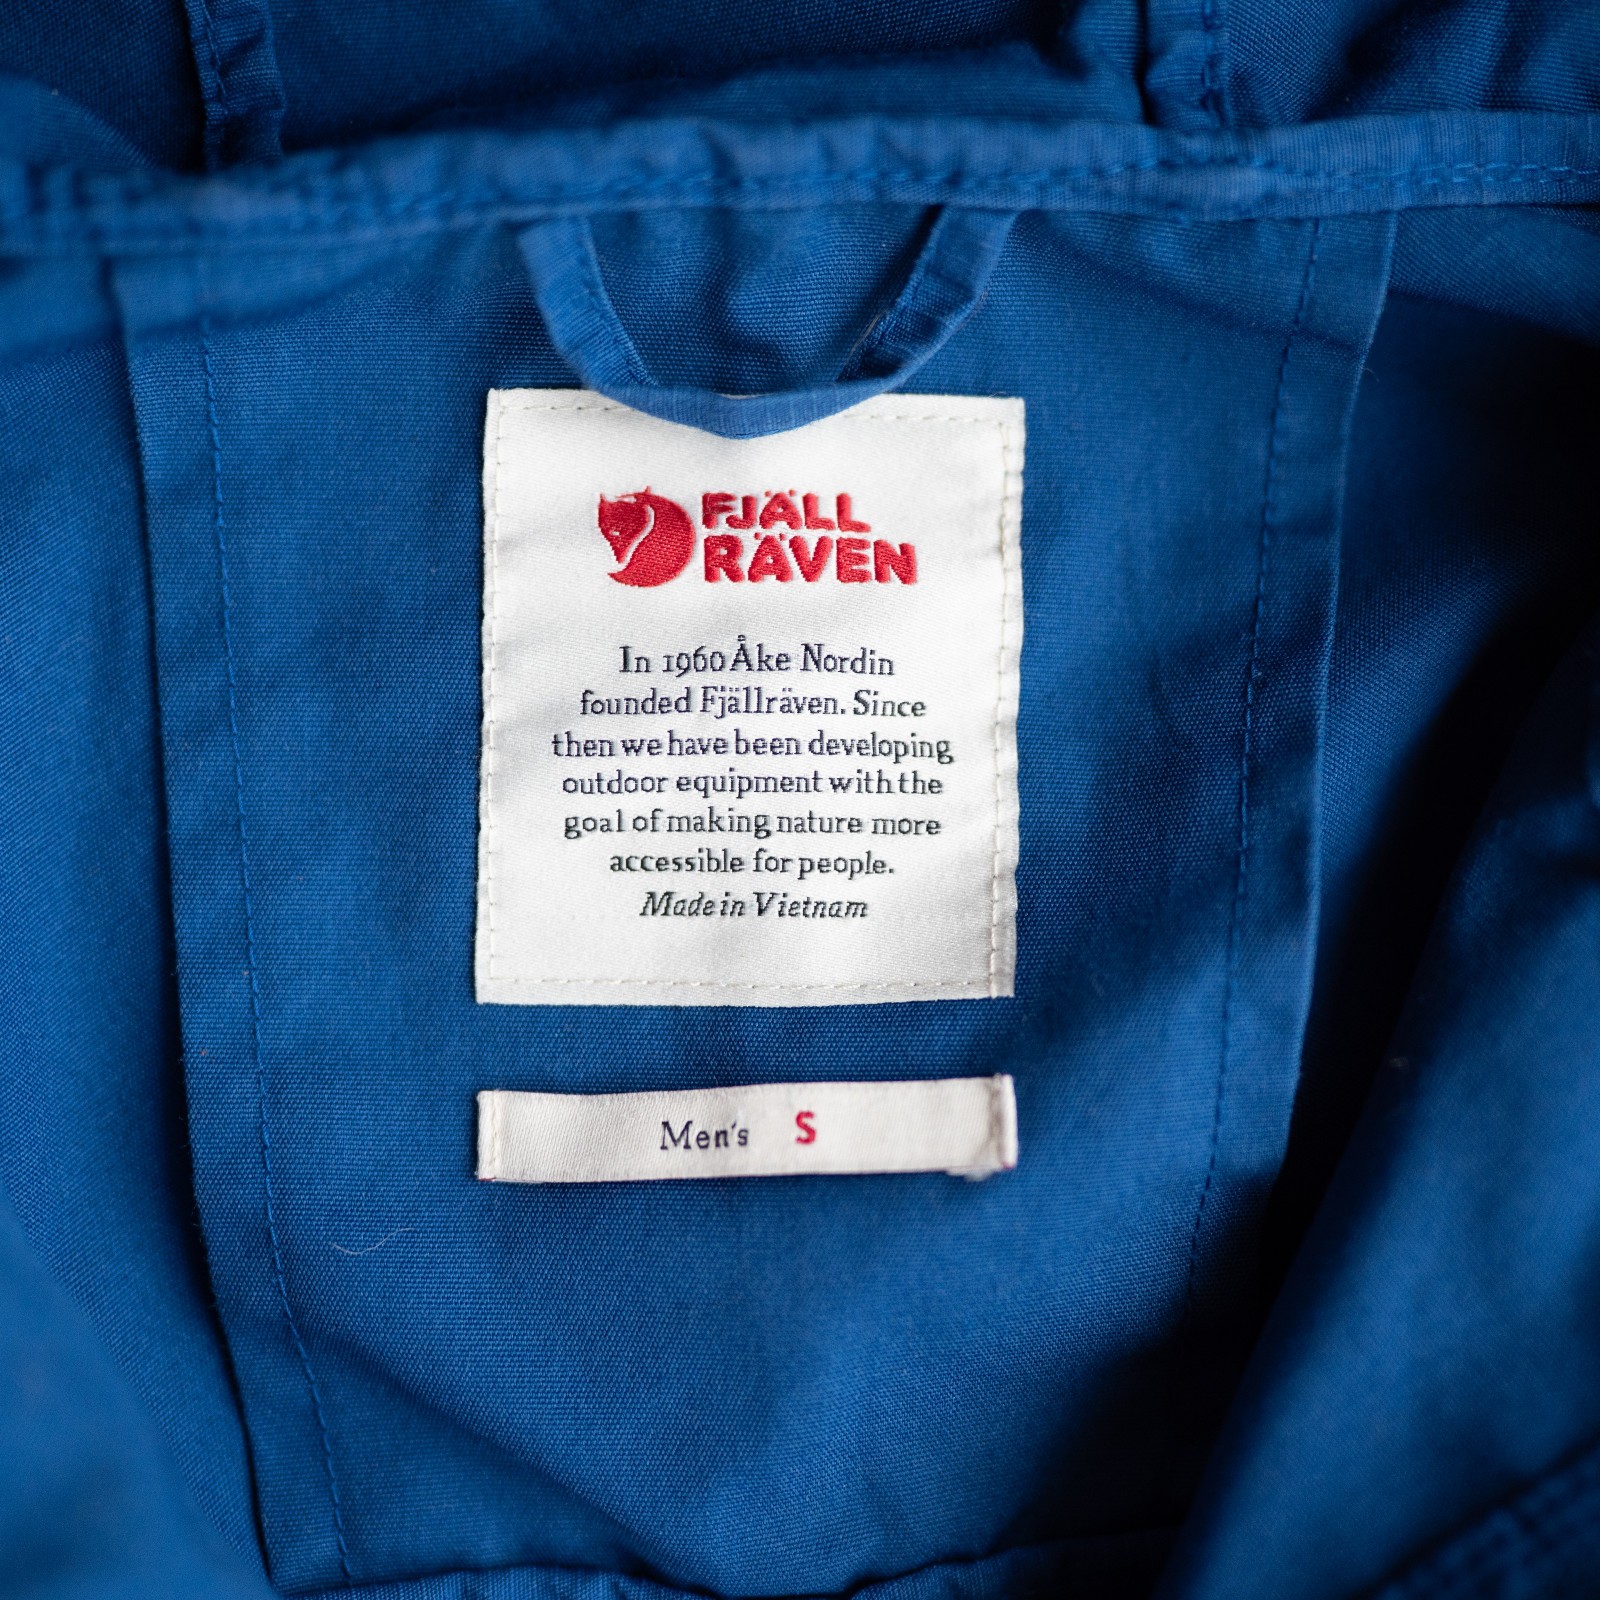 FJÄLL
RÄVEN
In 1960 Åke Nordin
founded Fjällräven. Since
then we have been developing
outdoor equipment with the
goal of making nature more
accessible for people.
Made in Vietnam
Men's S